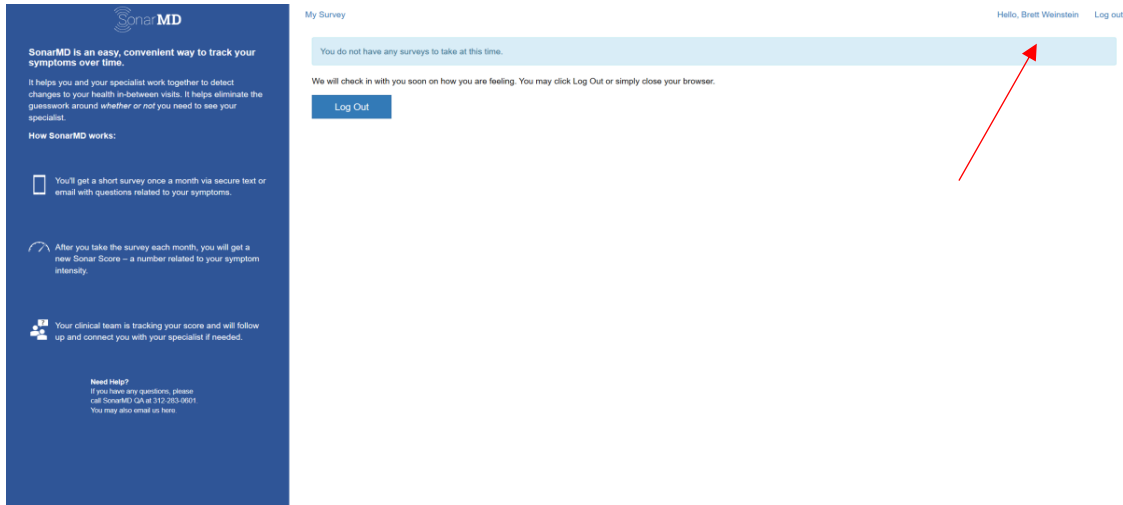 SonarMD
SonarMD is an easy, convenient way to track your
symptoms over time.
It helps you and your specialist work together to detect
changes to your health in-between visits. It helps eliminate the
guesswork around whether or not you need to see your
specialist.
How SonarMD works:
You'll get a short survey once a month via secure text or
email with questions related to your symptoms.
After you take the survey each month, you will get a
new Sonar Score – a number related to your symptom
intensity.
?
Your clinical team is tracking your score and will follow
up and connect you with your specialist if needed.
Need Help?
If you have any questions, please
call SonarMD QA at 312-283-0601.
You may also email us here.
My Survey
Hello, Brett Weinstein Log out
You do not have any surveys to take at this time.
We will check in with you soon on how you are feeling. You may click Log Out or simply close your browser.
Log Out